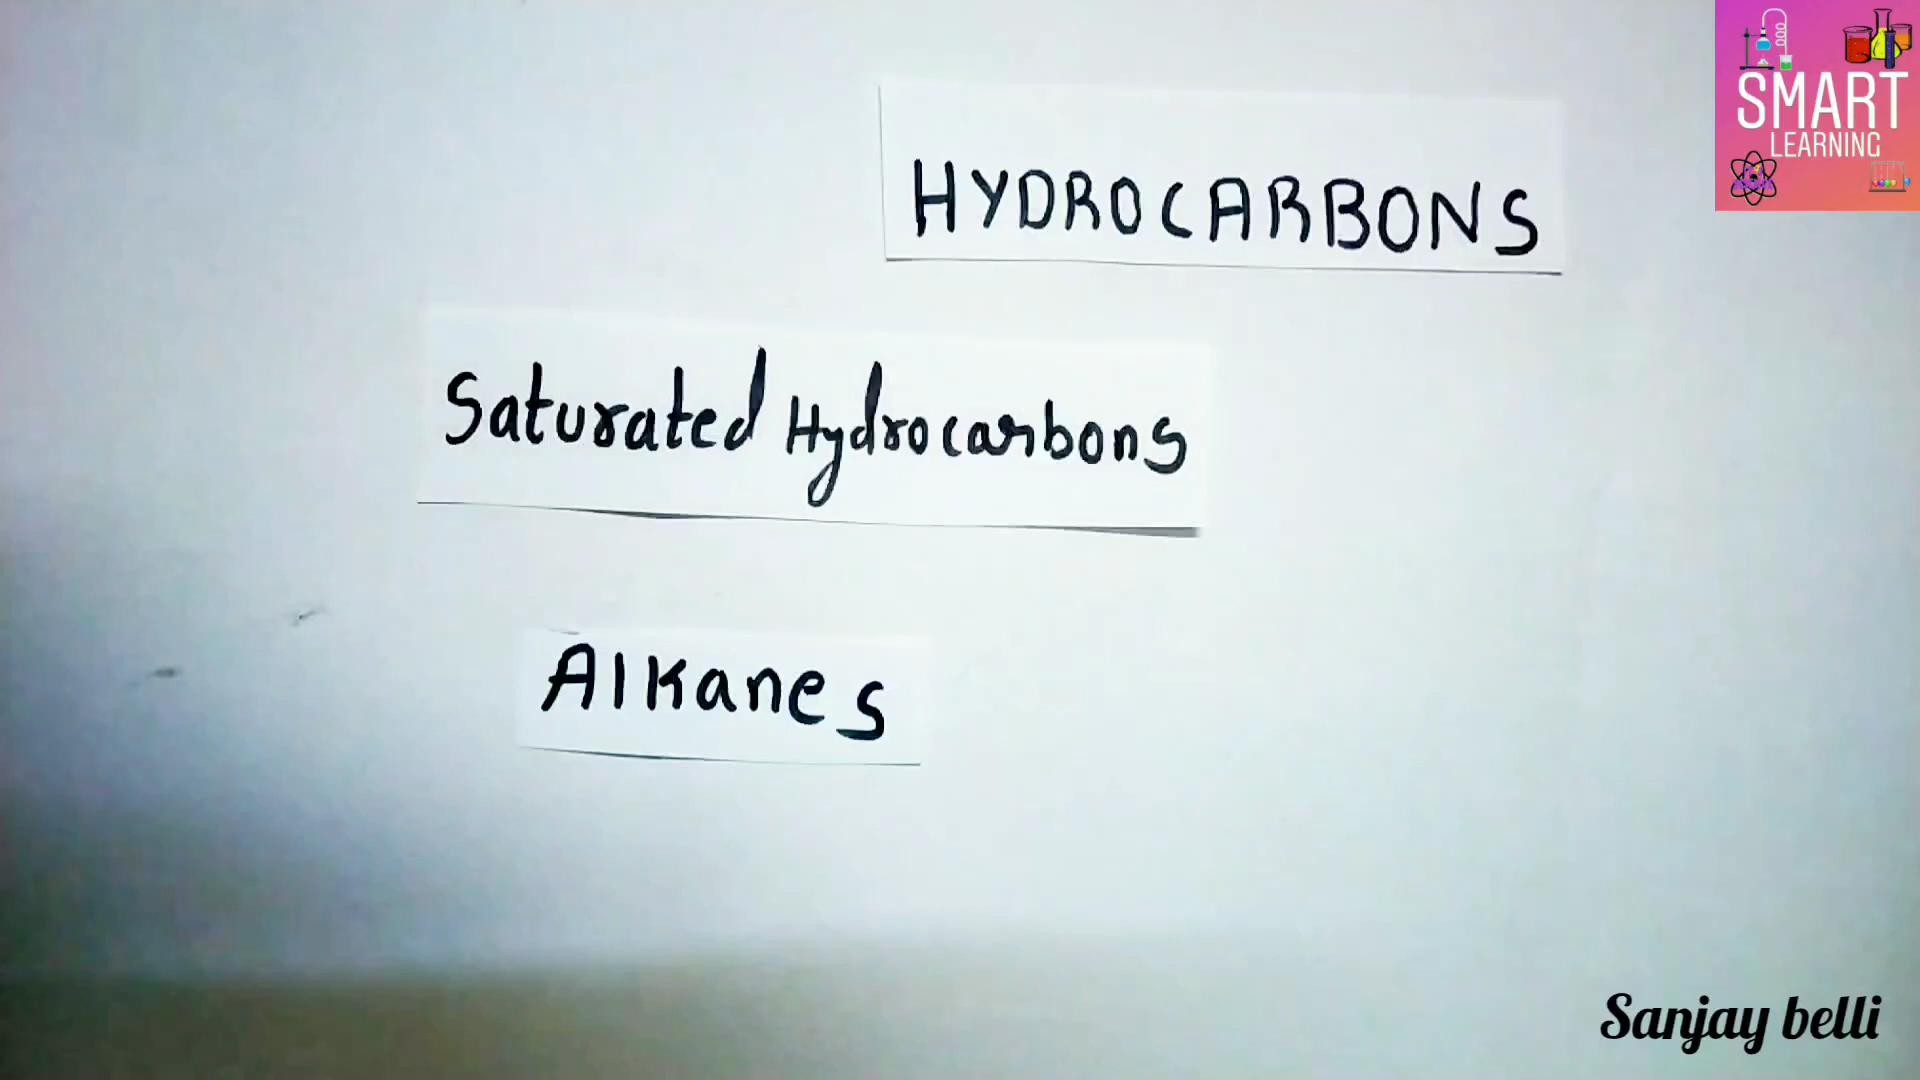 SMART
LEARNING
HYDROCARBONS
Saturated Hydrocarbons
Alkanes
Sanjay belli